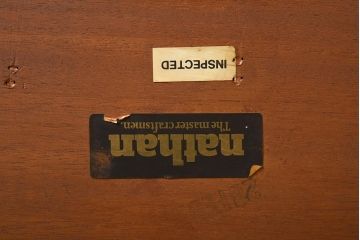 INSPECTED
nathan
The master craftsmen.